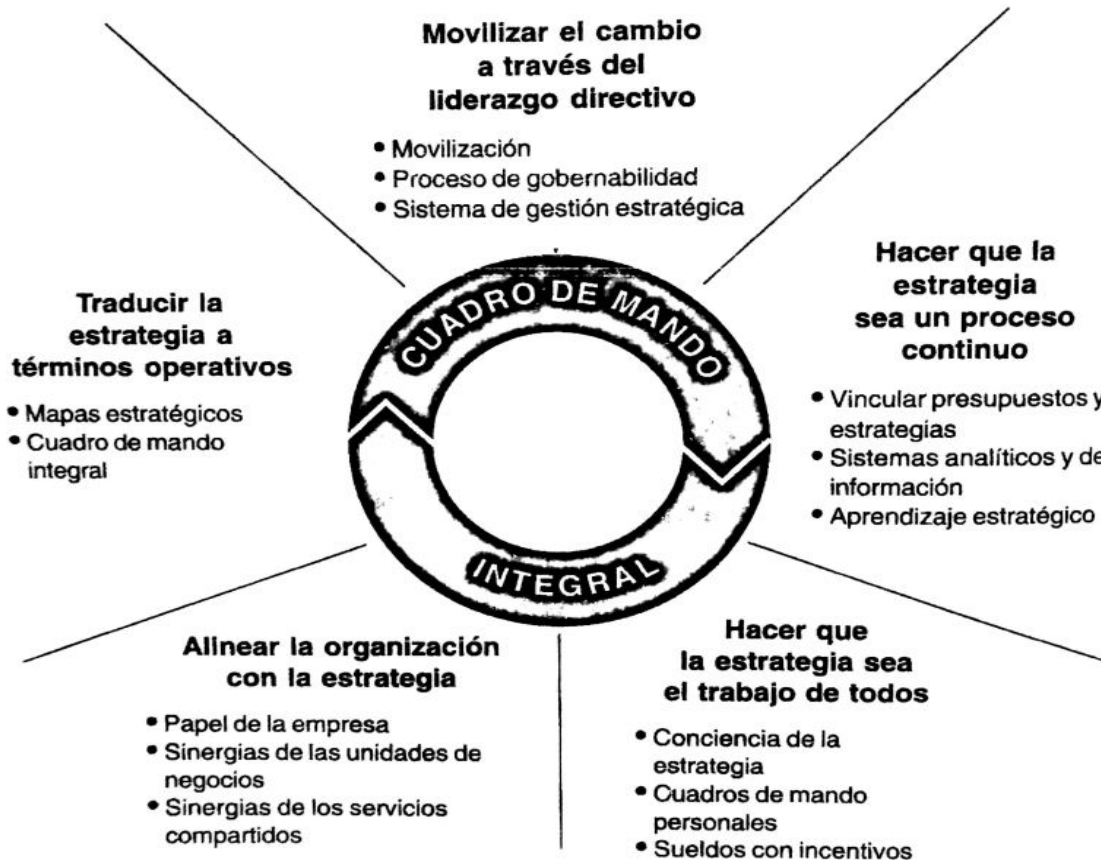 Movilizar el cambio
a través del
liderazgo directivo
• Movilización
• Proceso de gobernabilidad
• Sistema de gestión estratégica
Hacer que la
estrategia
sea un proceso
continuo
• Vincular presupuestos y
estrategias
• Sistemas analíticos y de
información
• Aprendizaje estratégico
Traducir la
estrategia a
términos operativos
• Mapas estratégicos
• Cuadro de mando
integral
CUADRO DE MANDO
INTEGRAL
Alinear la organización
con la estrategia
• Papel de la empresa
• Sinergias de las unidades de
negocios
• Sinergias de los servicios
compartidos
Hacer que
la estrategia sea
el trabajo de todos
• Conciencia de la
estrategia
• Cuadros de mando
personales
• Sueldos con incentivos